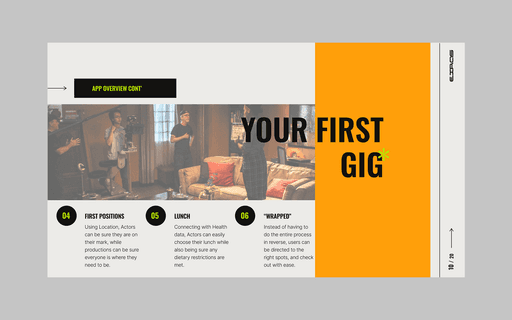 APP OVERVIEW CONT'
YOUR FIRST
GIG*
04
FIRST POSITIONS
Using Location, Actors
can be sure they are on
their mark, while
productions can be sure
everyone is where they
need to be.
05
LUNCH
Connecting with Health
data, Actors can easily
choose their lunch while
also being sure any
dietary restrictions are
met.
06
"WRAPPED"
Instead of having to
do the entire process
in reverse, users can
be directed to the
right spots, and check
out with ease.
10 / 20